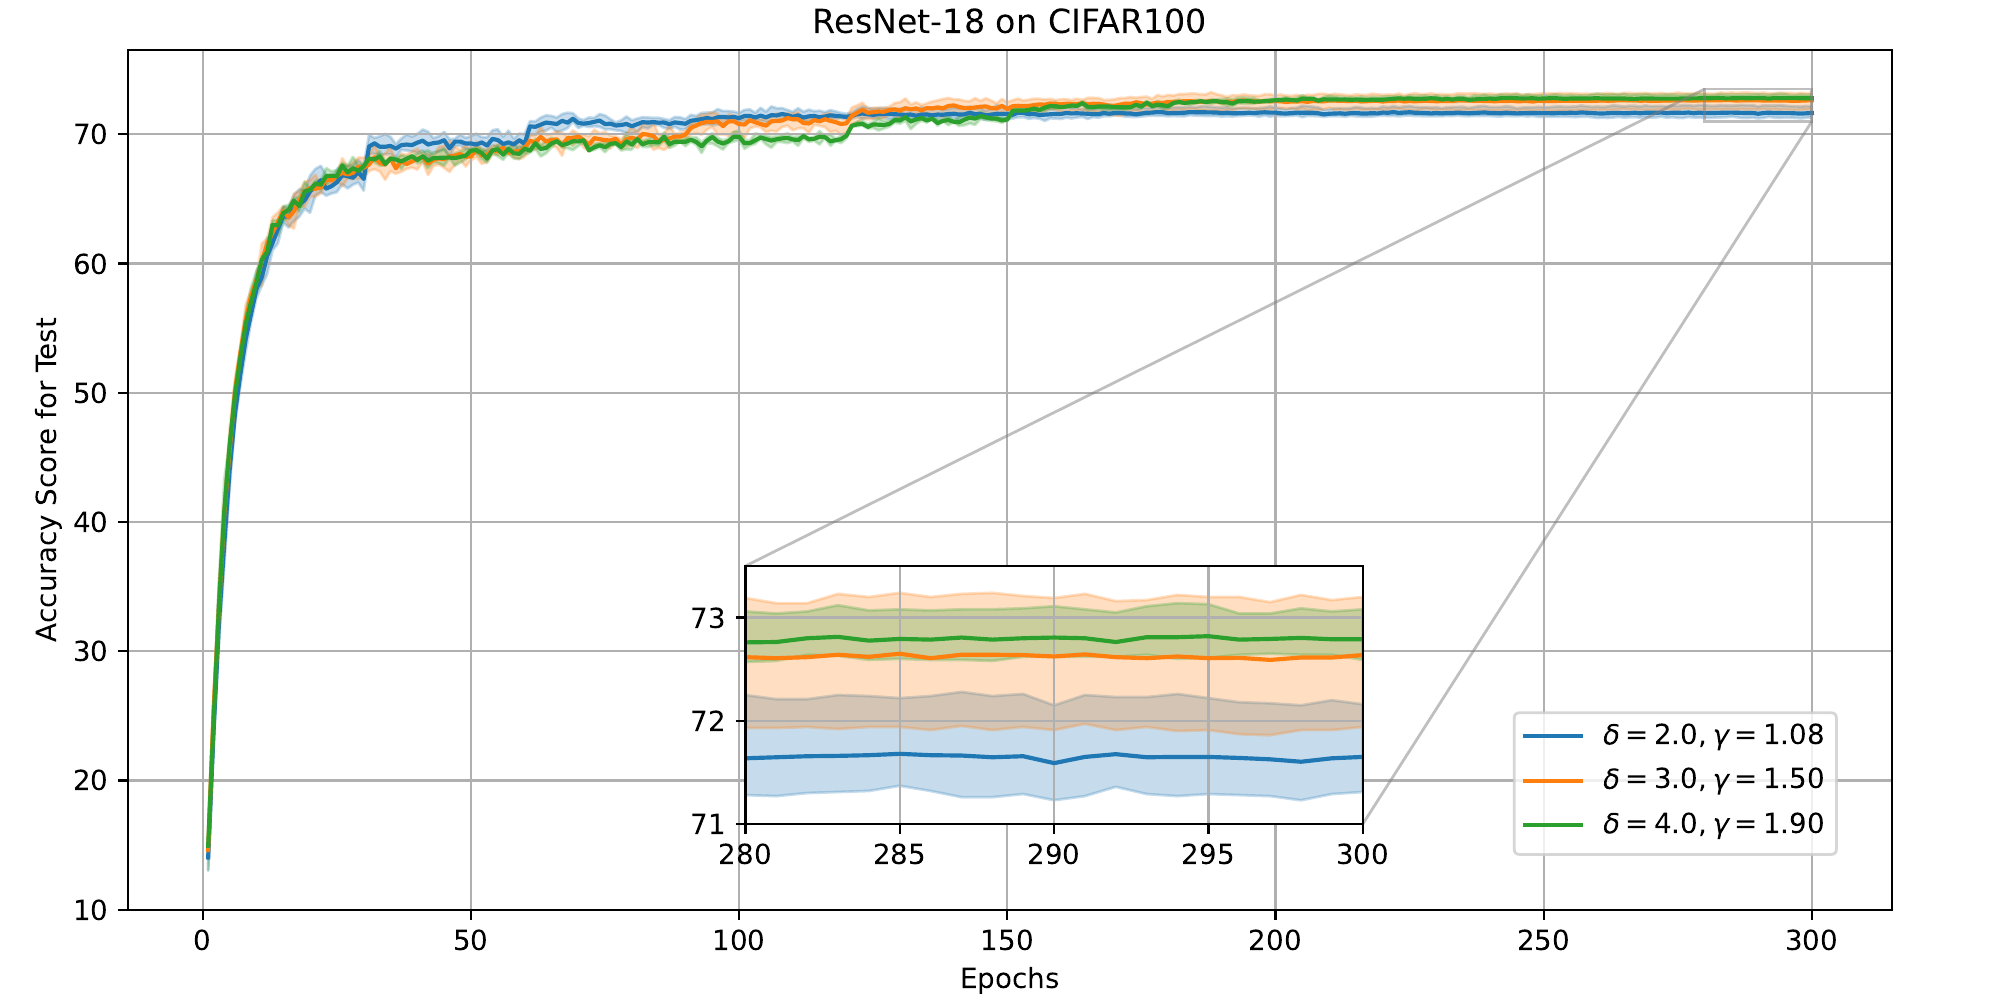 ResNet-18 on CIFAR100
Accuracy Score for Test
70
60
50
40
30
20
10
73
72
71
280 285 290 295 300
δ = 2.0, γ = 1.08
δ = 3.0, γ = 1.50
δ = 4.0, γ = 1.90
0 50 100 150 200 250 300
Epochs